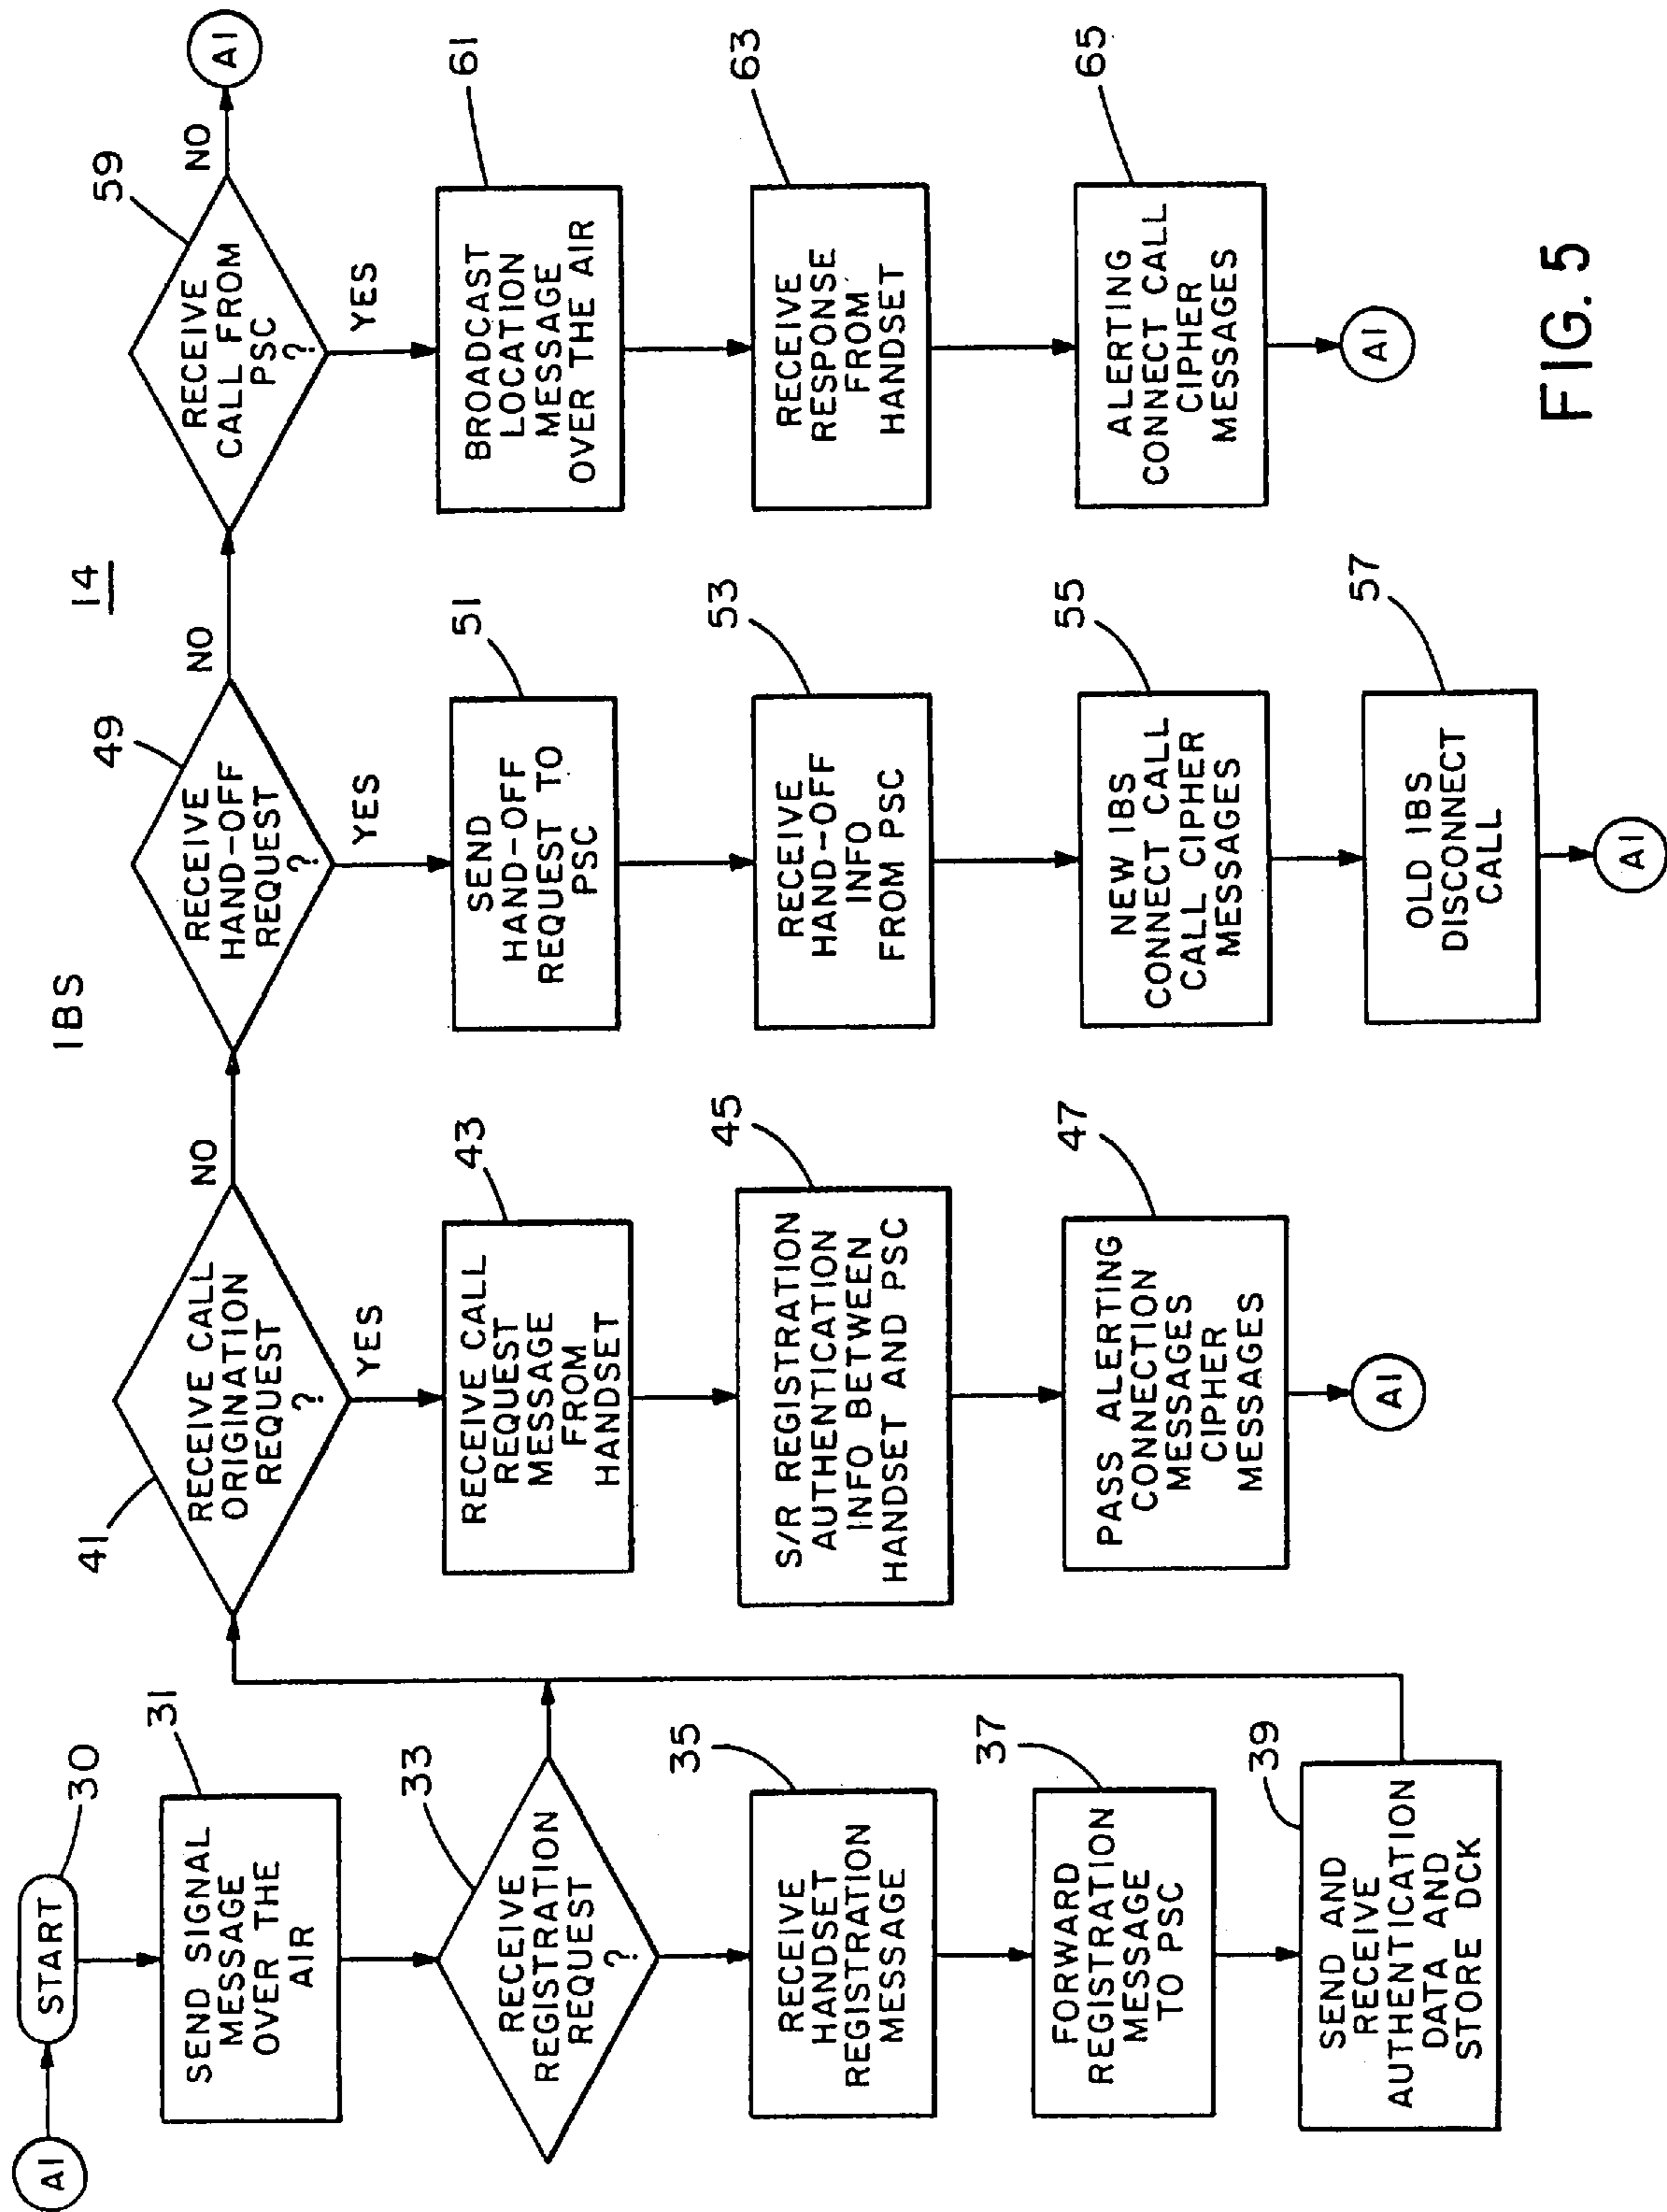 IBS
14
A1
START
30
SEND SIGNAL
MESSAGE
OVER THE
AIR
31
RECEIVE
REGISTRATION
REQUEST
?
33
RECEIVE
HANDSET
REGISTRATION
MESSAGE
35
FORWARD
REGISTRATION
MESSAGE
TO PSC
37
SEND AND
RECEIVE
AUTHENTICATION
DATA AND
STORE DCK
39
41
RECEIVE CALL
ORIGINATION
REQUEST
?
NO
YES
RECEIVE CALL
REQUEST
MESSAGE
FROM
HANDSET
43
S/R REGISTRATION
AUTHENTICATION
INFO BETWEEN
HANDSET AND PSC
45
PASS ALERTING
CONNECTION
MESSAGES
CIPHER
MESSAGES
47
A1
49
RECEIVE
HAND-OFF
REQUEST
?
NO
YES
SEND
HAND-OFF
REQUEST TO
PSC
51
RECEIVE
HAND-OFF
INFO
FROM PSC
53
NEW IBS
CONNECT CALL
CALL CIPHER
MESSAGES
55
OLD IBS
DISCONNECT
CALL
57
A1
59
RECEIVE
CALL FROM
PSC
?
NO
A1
YES
BROADCAST
LOCATION
MESSAGE
OVER THE AIR
61
RECEIVE
RESPONSE
FROM
HANDSET
63
ALERTING
CONNECT CALL
CIPHER
MESSAGES
65
A1
FIG. 5